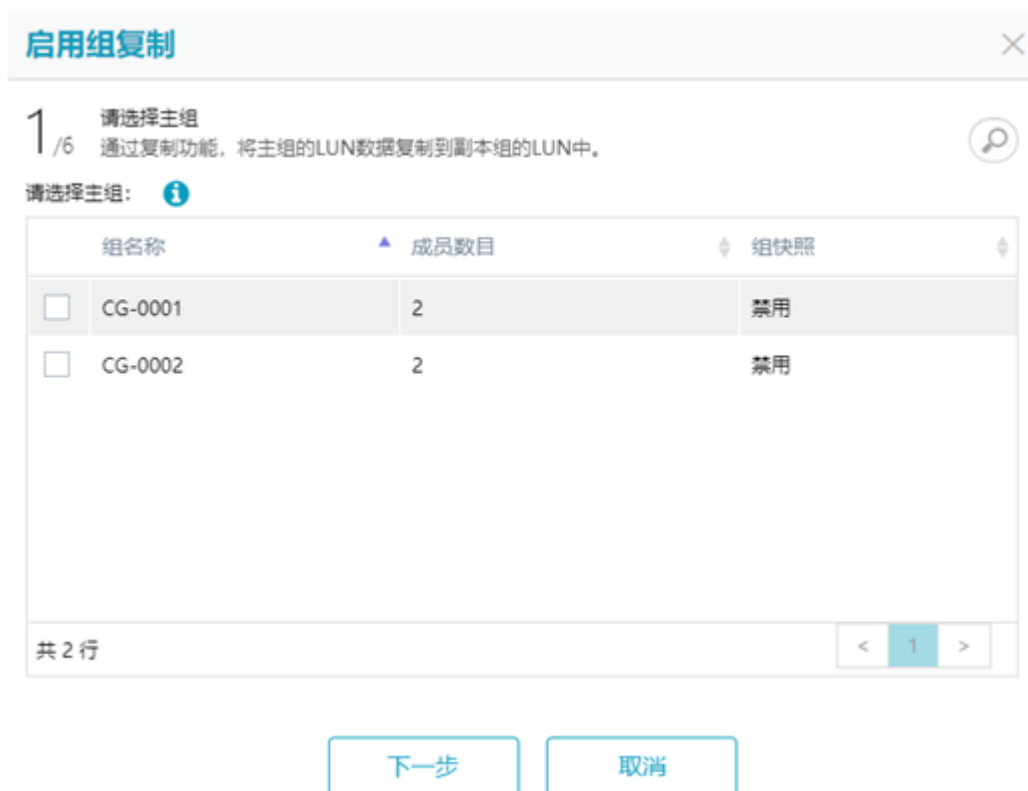 启用组复制
1/6 请选择主组
通过复制功能，将主组的LUN数据复制到副本组的LUN中。
请选择主组：
组名称 成员数目 组快照
CG-0001 2 禁用
CG-0002 2 禁用
共 2 行 < 1 >
下一步 取消